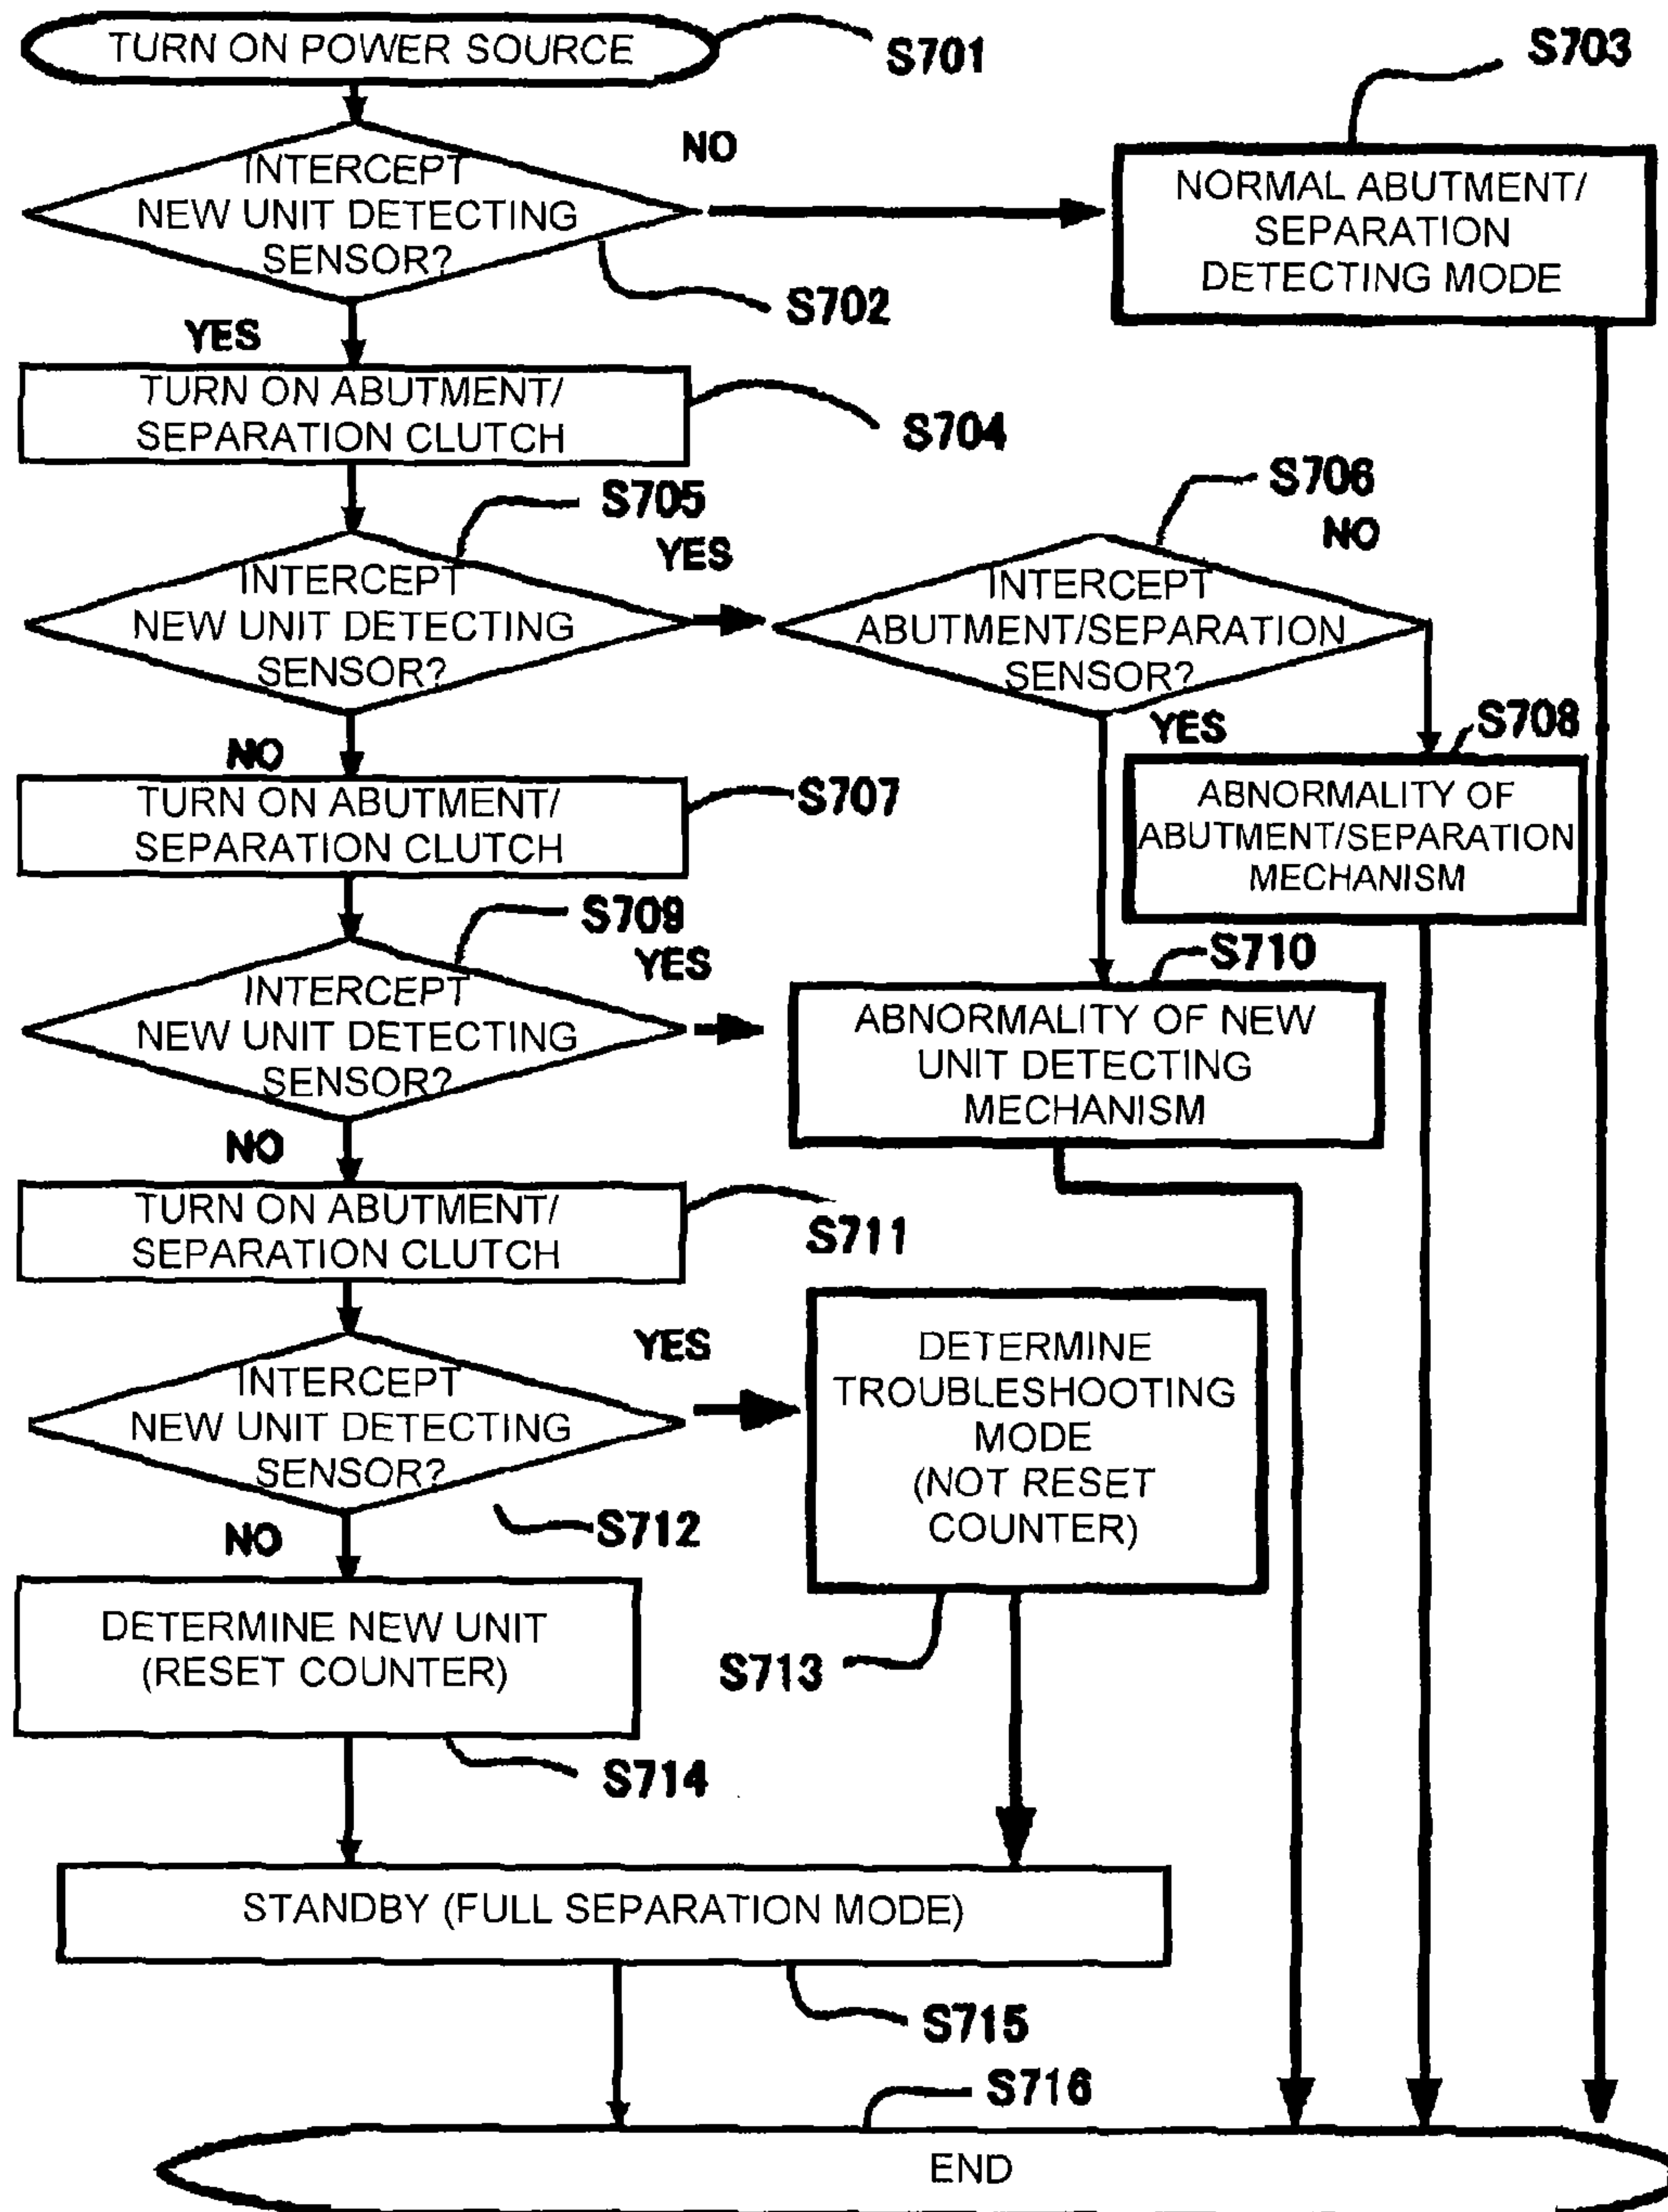 TURN ON POWER SOURCE
S701
S703
INTERCEPT
NEW UNIT DETECTING
SENSOR?
NO
S702
NORMAL ABUTMENT/
SEPARATION
DETECTING MODE
YES
TURN ON ABUTMENT/
SEPARATION CLUTCH
S704
S705
YES
INTERCEPT
NEW UNIT DETECTING
SENSOR?
S706
NO
INTERCEPT
ABUTMENT/SEPARATION
SENSOR?
YES
S708
NO
TURN ON ABUTMENT/
SEPARATION CLUTCH
S707
ABNORMALITY OF
ABUTMENT/SEPARATION
MECHANISM
S709
YES
INTERCEPT
NEW UNIT DETECTING
SENSOR?
S710
ABNORMALITY OF NEW
UNIT DETECTING
MECHANISM
NO
TURN ON ABUTMENT/
SEPARATION CLUTCH
S711
YES
INTERCEPT
NEW UNIT DETECTING
SENSOR?
S712
DETERMINE
TROUBLESHOOTING
MODE
(NOT RESET
COUNTER)
S713
NO
DETERMINE NEW UNIT
(RESET COUNTER)
S714
STANDBY (FULL SEPARATION MODE)
S715
S716
END